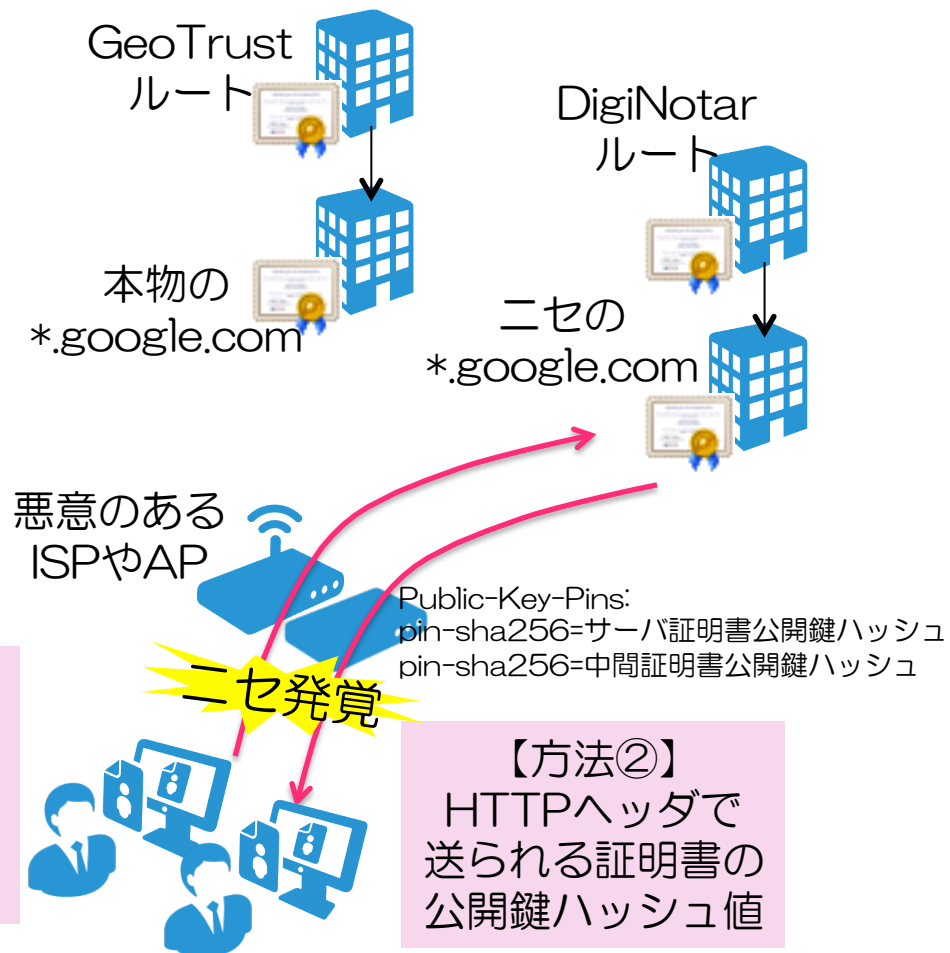 GeoTrust
ルート
DigiNotar
ルート
本物の
*.google.com
ニセの
*.google.com
悪意のある
ISPやAP
Public-Key-Pins:
pin-sha256=サーバ証明書公開鍵ハッシュ
pin-sha256=中間証明書公開鍵ハッシュ
ニセ発覚
【方法②】
HTTPヘッダで
送られる証明書の
公開鍵ハッシュ値